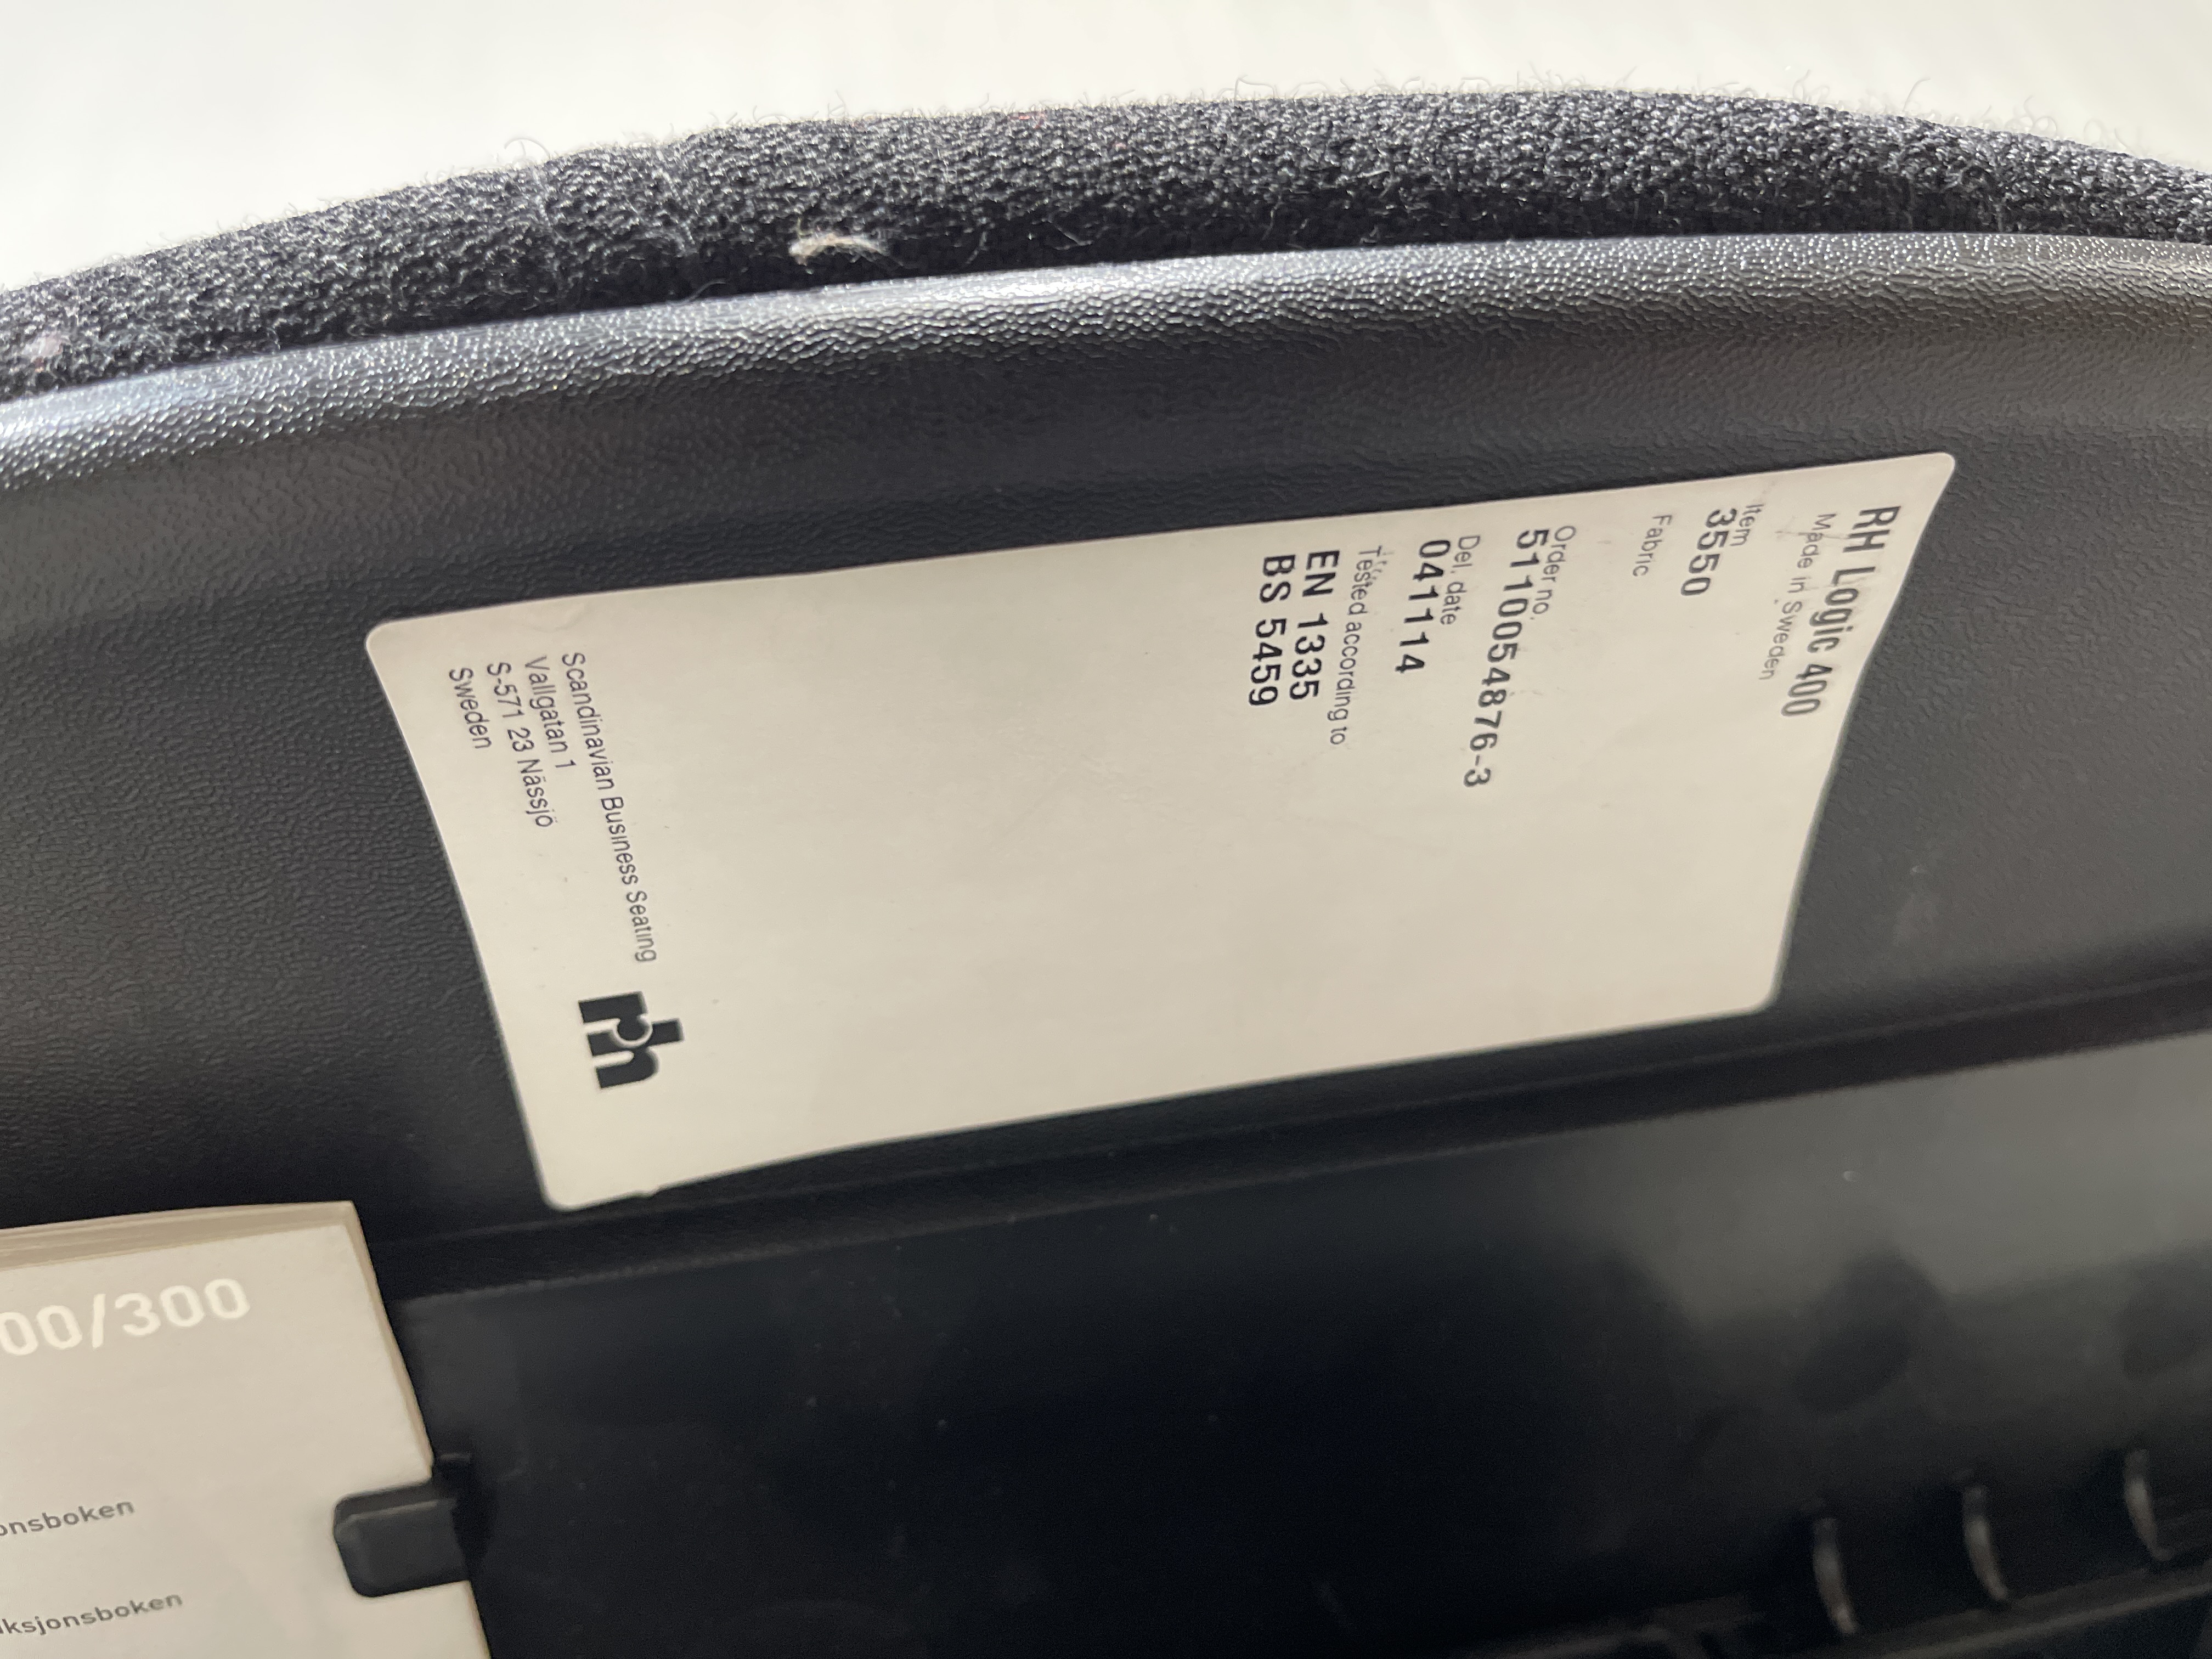 RH Logic 400
Made in Sweden
Item
3550
Fabric
Order no.
5110054876-3
Del. date
041114
Tested according to
EN 1335
BS 5459
Scandinavian Business Seating
Vallgatan 1
S-571 23 Nässjö
Sweden
rh
00/300
onsboken
ksjonsboken